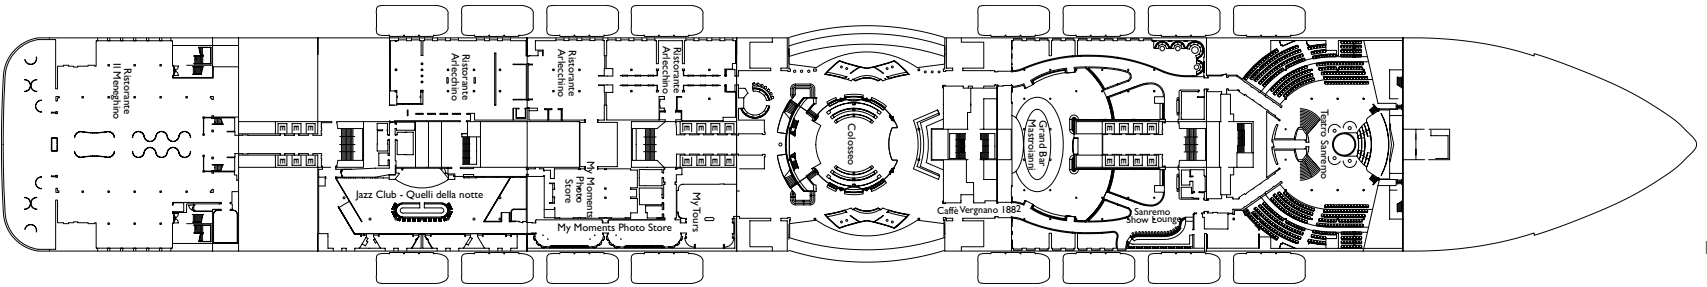 Ristorante
Il Meneghino
Ristorante
Arlecchino
Ristorante
Arlecchino
Ristorante
Arlecchino
Jazz Club - Quelli della notte
My Moments
Photo
Store
My Moments Photo Store
My Tours
Colosseo
Caffè Vergnano 1882
Grand Bar
Mastroianni
Sanremo
Show Lounge
Teatro Sanremo